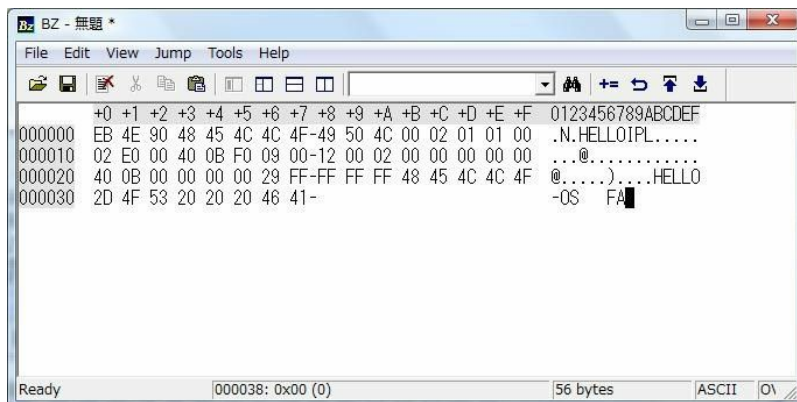 Bz BZ - 無題 *
File Edit View Jump Tools Help
+0 +1 +2 +3 +4 +5 +6 +7 +8 +9 +A +B +C +D +E +F 0123456789ABCDEF
000000 EB 4E 90 48 45 4C 4C 4F-49 50 4C 00 02 01 01 00 .N.HELLOIPL.....
000010 02 E0 00 40 0B F0 09 00-12 00 02 00 00 00 00 00 ...@............
000020 40 0B 00 00 00 00 29 FF-FF FF FF 48 45 4C 4C 4F @.....)....HELLO
000030 2D 4F 53 20 20 20 46 41- -OS   FA
Ready 000038: 0x00 (0) 56 bytes ASCII